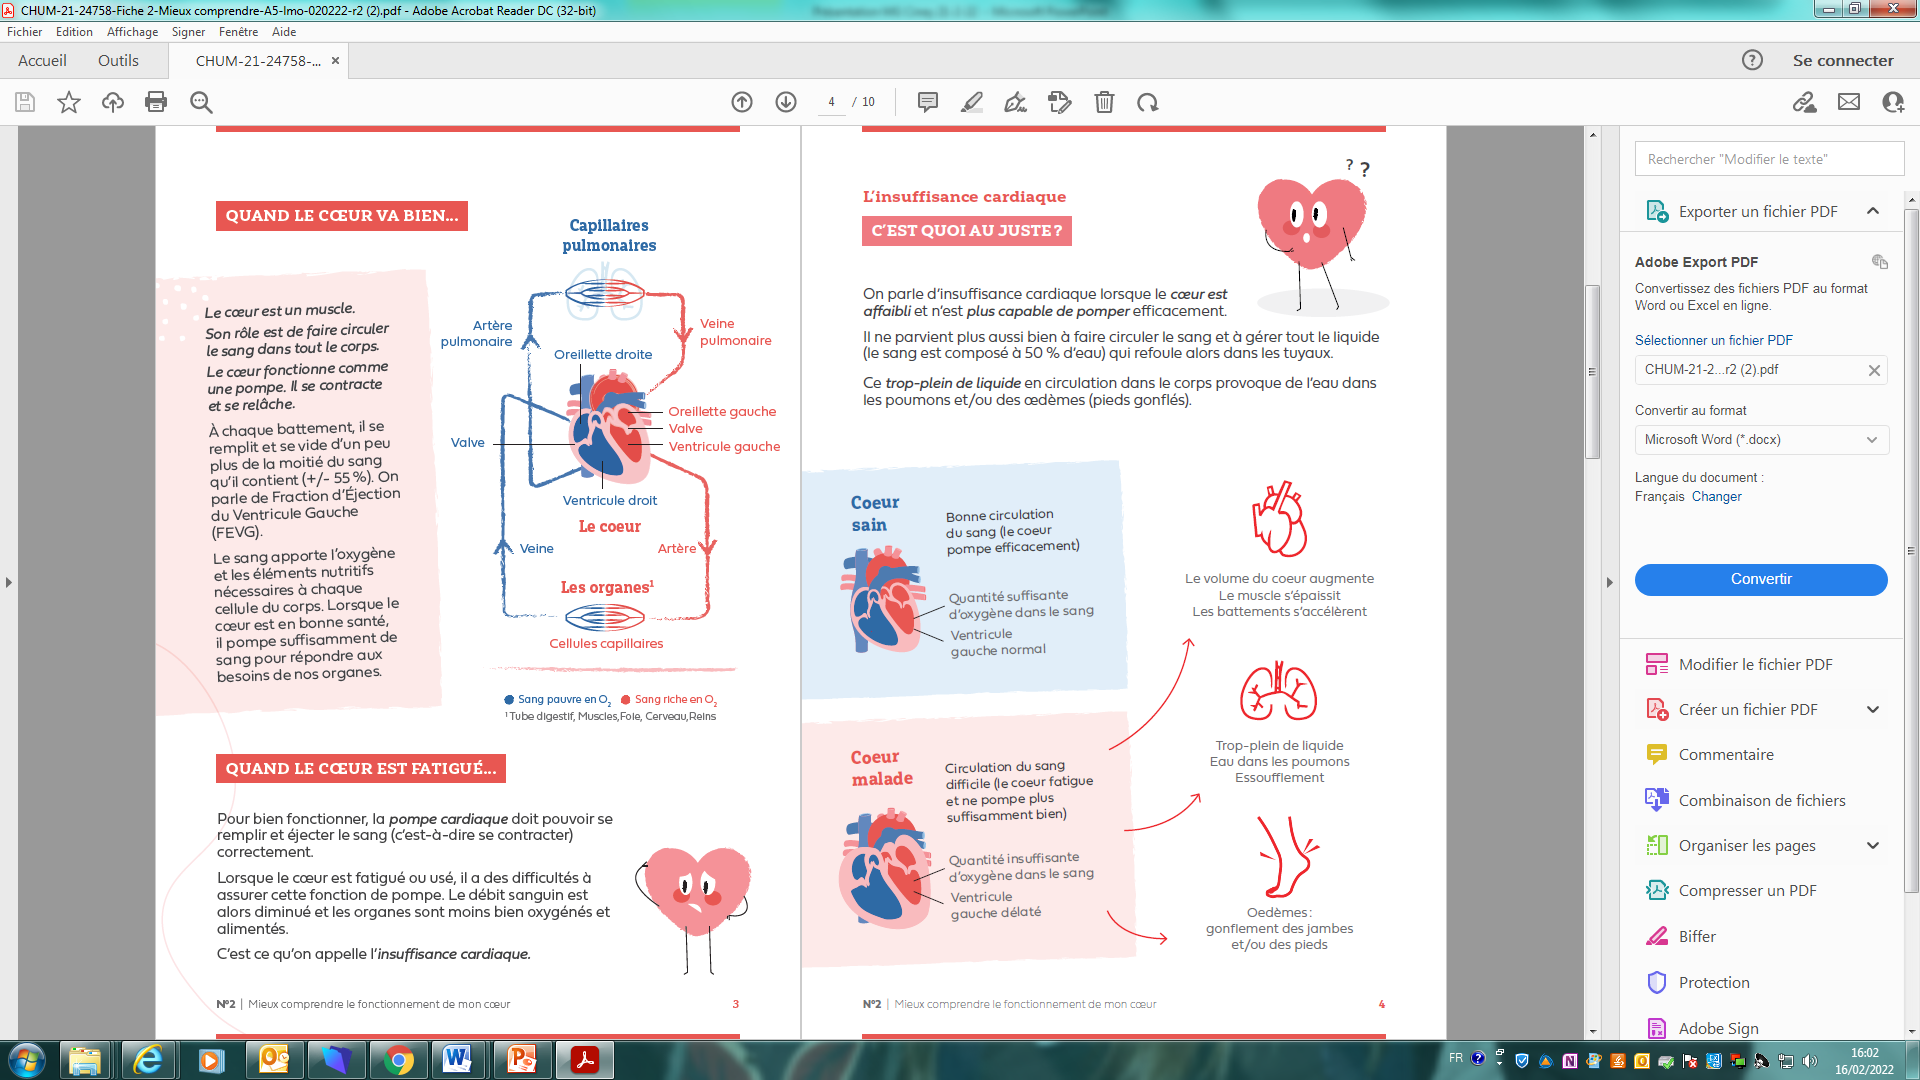 CHUM-21-24758-Fiche 2-Mieux comprendre-A5-lmo-020222-r2 (2).pdf - Adobe Acrobat Reader DC (32-bit)
Fichier Edition Affichage Signer Fenêtre Aide
Accueil Outils CHUM-21-24758-... × Se connecter
4 / 10
QUAND LE CŒUR VA BIEN...
Le cœur est un muscle.
Son rôle est de faire circuler
le sang dans tout le corps.
Le cœur fonctionne comme
une pompe. Il se contracte
et se relâche.
À chaque battement, il se
remplit et se vide d'un peu
plus de la moitié du sang
qu'il contient (+/- 55 %). On
parle de Fraction d'Éjection
du Ventricule Gauche
(FEVG).
Le sang apporte l'oxygène
et les éléments nutritifs
nécessaires à chaque
cellule du corps. Lorsque le
cœur est en bonne santé,
il pompe suffisamment de
sang pour répondre aux
besoins de nos organes.
Capillaires
pulmonaires
Artère
pulmonaire
Veine
pulmonaire
Oreillette droite
Oreillette gauche
Valve
Ventricule gauche
Valve
Ventricule droit
Le coeur
Veine
Artère
Les organes¹
Cellules capillaires
Sang pauvre en O₂ Sang riche en O₂
¹ Tube digestif, Muscles, Foie, Cerveau, Reins
QUAND LE CŒUR EST FATIGUÉ...
Pour bien fonctionner, la pompe cardiaque doit pouvoir se
remplir et éjecter le sang (c'est-à-dire se contracter)
correctement.
Lorsque le cœur est fatigué ou usé, il a des difficultés à
assurer cette fonction de pompe. Le débit sanguin est
alors diminué et les organes sont moins bien oxygénés et
alimentés.
C'est ce qu'on appelle l'insuffisance cardiaque.
N°2 | Mieux comprendre le fonctionnement de mon cœur 3
? ?
L'insuffisance cardiaque
C'EST QUOI AU JUSTE ?
On parle d'insuffisance cardiaque lorsque le cœur est
affaibli et n'est plus capable de pomper efficacement.
Il ne parvient plus aussi bien à faire circuler le sang et à gérer tout le liquide
(le sang est composé à 50 % d'eau) qui refoule alors dans les tuyaux.
Ce trop-plein de liquide en circulation dans le corps provoque de l'eau dans
les poumons et/ou des œdèmes (pieds gonflés).
Coeur
sain
Bonne circulation
du sang (le coeur
pompe efficacement)
Quantité suffisante
d'oxygène dans le sang
Ventricule
gauche normal
Coeur
malade
Circulation du sang
difficile (le coeur fatigue
et ne pompe plus
suffisamment bien)
Quantité insuffisante
d'oxygène dans le sang
Ventricule
gauche délaté
Le volume du coeur augmente
Le muscle s'épaissit
Les battements s'accélèrent
Trop-plein de liquide
Eau dans les poumons
Essoufflement
Oedèmes :
gonflement des jambes
et/ou des pieds
N°2 | Mieux comprendre le fonctionnement de mon cœur 4
Rechercher "Modifier le texte"
Exporter un fichier PDF
Adobe Export PDF
Convertissez des fichiers PDF au format
Word ou Excel en ligne.
Sélectionner un fichier PDF
CHUM-21-2...r2 (2).pdf
Convertir au format
Microsoft Word (*.docx)
Langue du document :
Français Changer
Convertir
Modifier le fichier PDF
Créer un fichier PDF
Commentaire
Combinaison de fichiers
Organiser les pages
Compresser un PDF
Biffer
Protection
Adobe Sign
FR
16:02
16/02/2022